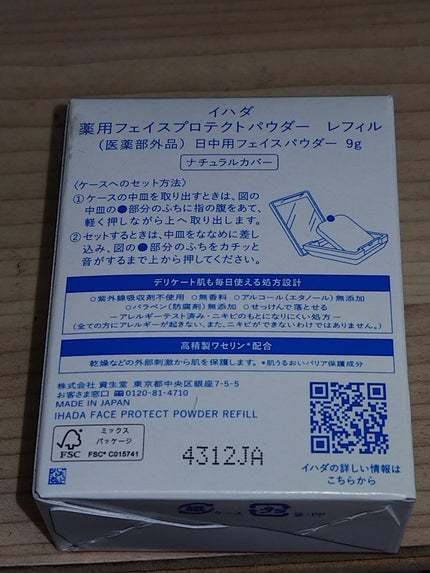 イハダ
薬用フェイスプロテクトパウダー　レフィル
（医薬部外品） 日中用フェイスパウダー 9g
ナチュラルカバー
〈ケースへのセット方法〉
①ケースの中皿を取り出すときは、図の
中皿の●部分のふちに指の腹をあて、
軽く押しながら上へ取り出します。
②セットするときは、中皿をななめに差し
込み、図の●部分のふちをカチッと
音がするまで上から押してください。
デリケート肌も毎日使える処方設計
○紫外線吸収剤不使用 ○無香料 ○アルコール（エタノール）無添加
○パラベン（防腐剤）無添加 ○せっけんで落とせる
－アレルギーテスト済み・ニキビのもとになりにくい処方－
（全ての方にアレルギーが起きない、また、ニキビができないわけではありません。）
高精製ワセリン*配合
乾燥などの外部刺激から肌を保護します。 *肌うるおいバリア保護成分
株式会社 資生堂 東京都中央区銀座7-5-5
お客さま窓口 0120-81-4710
MADE IN JAPAN
IHADA FACE PROTECT POWDER REFILL
FSC
ミックス
パッケージ
FSC® C015741
4312JA
イハダの詳しい情報は
こちらから
紙 ケース プラ 袋:PP